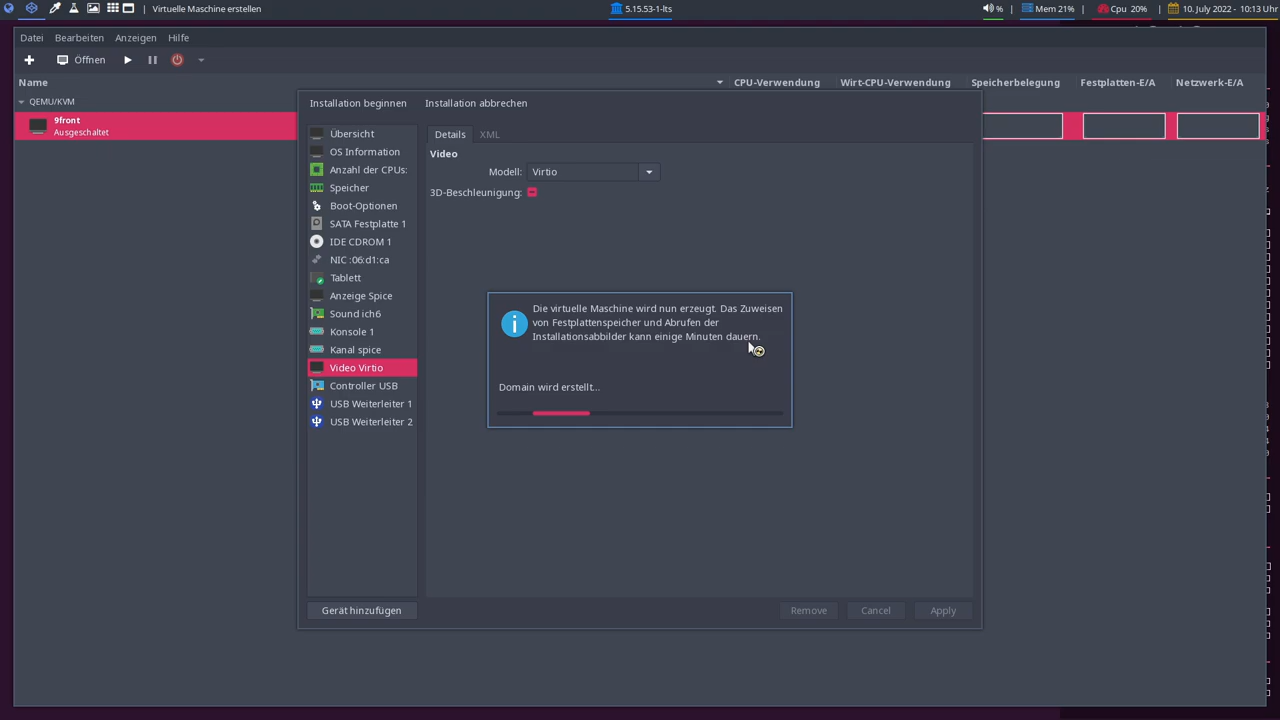 Virtuelle Maschine erstellen
5.15.53-1-lts
% | Mem 21% | Cpu 20% | 10. July 2022 - 10:13 Uhr
Datei Bearbeiten Anzeigen Hilfe
Öffnen
Name CPU-Verwendung Wirt-CPU-Verwendung Speicherbelegung Festplatten-E/A Netzwerk-E/A
QEMU/KVM
9front
Ausgeschaltet
Installation beginnen Installation abbrechen
Übersicht
OS Information
Anzahl der CPUs:
Speicher
Boot-Optionen
SATA Festplatte 1
IDE CDROM 1
NIC :06:d1:ca
Tablett
Anzeige Spice
Sound ich6
Konsole 1
Kanal spice
Video Virtio
Controller USB
USB Weiterleiter 1
USB Weiterleiter 2
Gerät hinzufügen
Details XML
Video
Modell: Virtio
3D-Beschleunigung:
Die virtuelle Maschine wird nun erzeugt. Das Zuweisen
von Festplattenspeicher und Abrufen der
Installationsabbilder kann einige Minuten dauern.
Domain wird erstellt...
Remove Cancel Apply